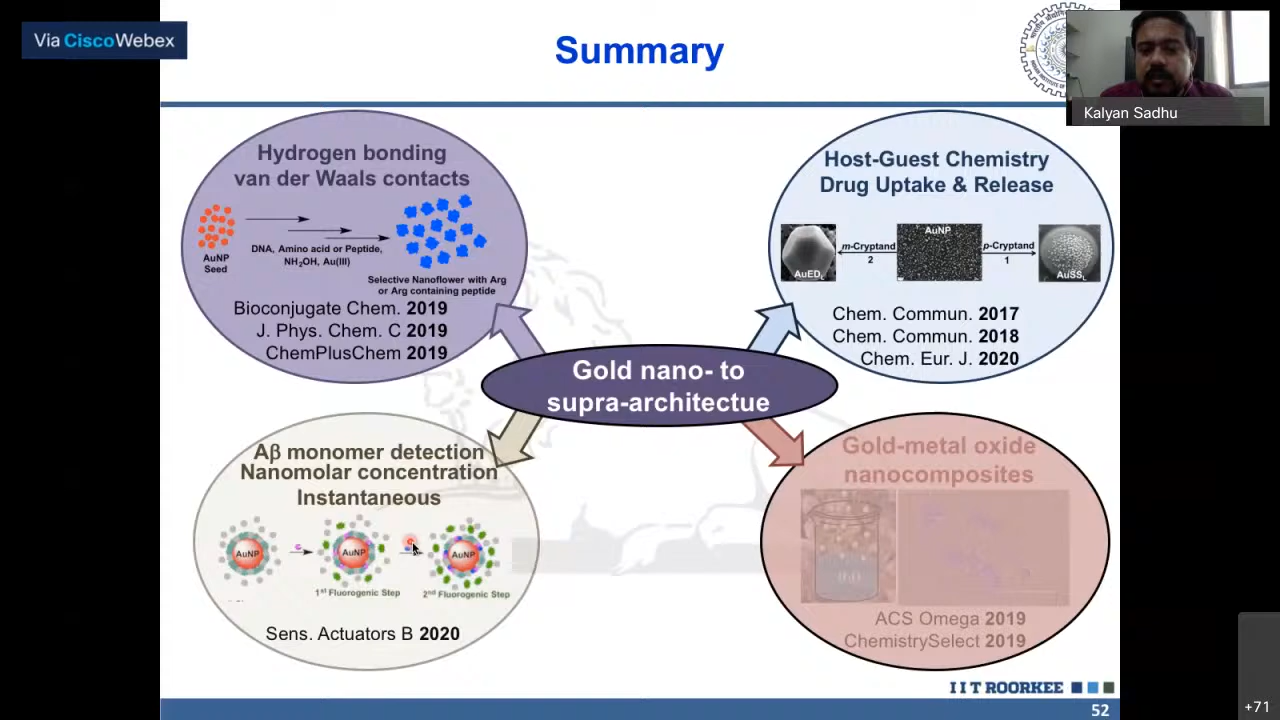 Via CiscoWebex
Summary
Kalyan Sadhu
Hydrogen bonding
van der Waals contacts
AuNP
Seed
DNA, Amino acid or Peptide,
NH2OH, Au(III)
Selective Nanoflower with Arg
or Arg containing peptide
Bioconjugate Chem. 2019
J. Phys. Chem. C 2019
ChemPlusChem 2019
Host-Guest Chemistry
Drug Uptake & Release
AuEDL
m-Cryptand
2
AuNP
p-Cryptand
1
AuSSL
Chem. Commun. 2017
Chem. Commun. 2018
Chem. Eur. J. 2020
Gold nano- to
supra-architectue
Aβ monomer detection
Nanomolar concentration
Instantaneous
AuNP
AuNP
AuNP
1st Fluorogenic Step
2nd Fluorogenic Step
Sens. Actuators B 2020
Gold-metal oxide
nanocomposites
H2O
ACS Omega 2019
ChemistrySelect 2019
IIT ROORKEE
52
+71